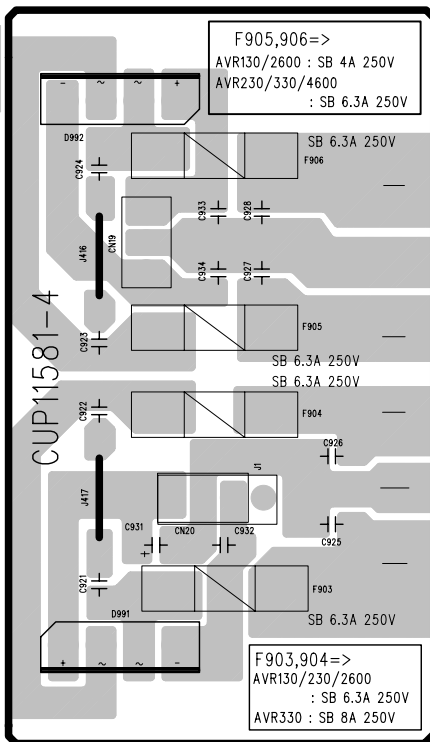 F905,906=>
AVR130/2600 : SB 4A 250V
AVR230/330/4600
: SB 6.3A 250V
- ~ ~ +
D992
SB 6.3A 250V
C924
F906
C933
C928
J416
CN19
C934
C927
CUP11581-4
F905
C923
SB 6.3A 250V
SB 6.3A 250V
C922
F904
C926
J1
J417
C931
CN20
C932
C925
+
C921
F903
D991
SB 6.3A 250V
+ ~ ~ -
F903,904=>
AVR130/230/2600
: SB 6.3A 250V
AVR330 : SB 8A 250V